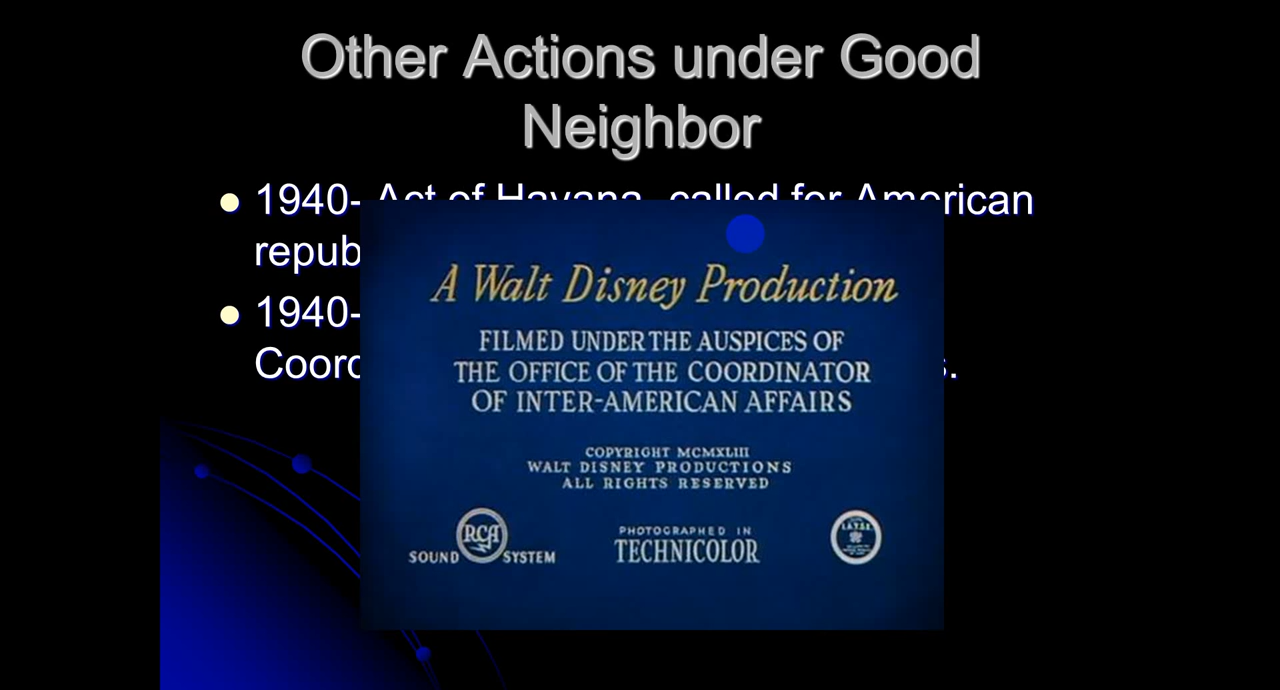 Other Actions under Good
Neighbor
1940- Act of Havana, called for American
repub
1940-
Coord s.
A Walt Disney Production
FILMED UNDER THE AUSPICES OF
THE OFFICE OF THE COORDINATOR
OF INTER-AMERICAN AFFAIRS
COPYRIGHT MCMXLIII
WALT DISNEY PRODUCTIONS
ALL RIGHTS RESERVED
RCA
SOUND SYSTEM
PHOTOGRAPHED IN
TECHNICOLOR
I.A.T.S.E.